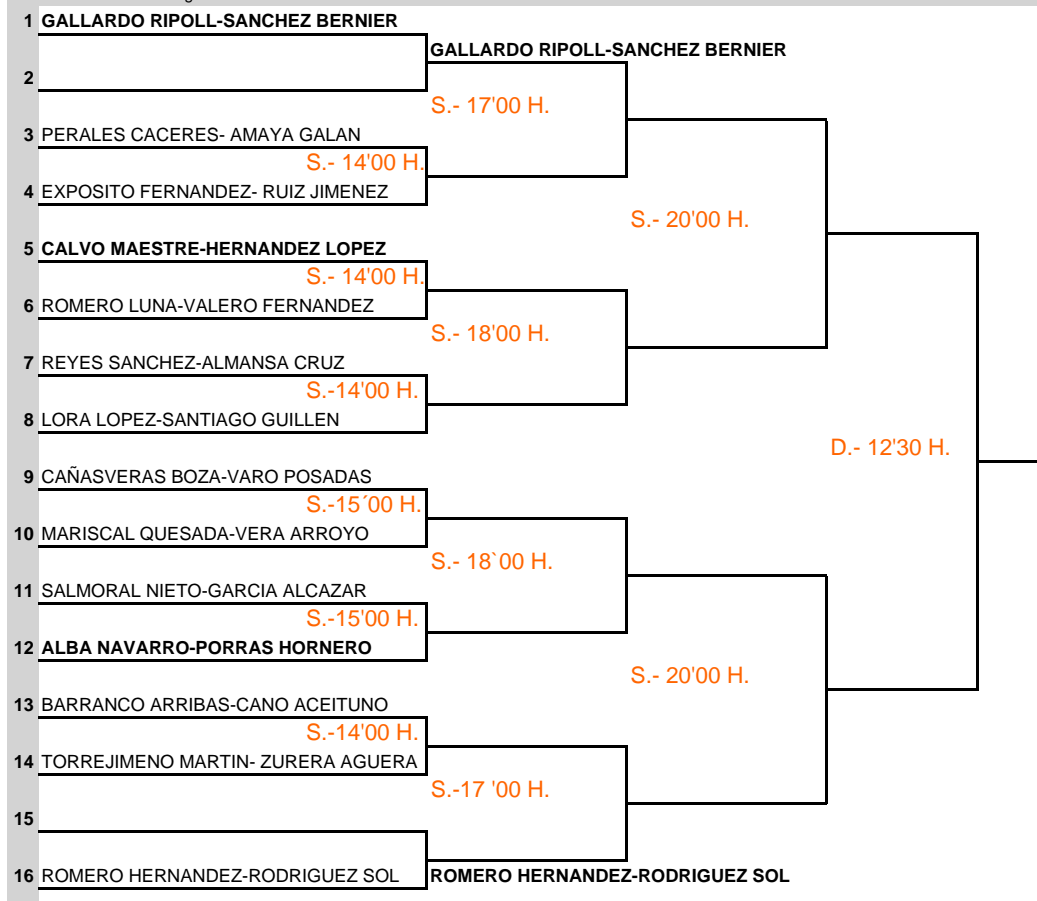 1 GALLARDO RIPOLL-SANCHEZ BERNIER
GALLARDO RIPOLL-SANCHEZ BERNIER
2
S.- 17'00 H.
3 PERALES CACERES- AMAYA GALAN
S.- 14'00 H.
4 EXPOSITO FERNANDEZ- RUIZ JIMENEZ
S.- 20'00 H.
5 CALVO MAESTRE-HERNANDEZ LOPEZ
S.- 14'00 H.
6 ROMERO LUNA-VALERO FERNANDEZ
S.- 18'00 H.
7 REYES SANCHEZ-ALMANSA CRUZ
S.-14'00 H.
8 LORA LOPEZ-SANTIAGO GUILLEN
D.- 12'30 H.
9 CAÑASVERAS BOZA-VARO POSADAS
S.-15´00 H.
10 MARISCAL QUESADA-VERA ARROYO
S.- 18`00 H.
11 SALMORAL NIETO-GARCIA ALCAZAR
S.-15'00 H.
12 ALBA NAVARRO-PORRAS HORNERO
S.- 20'00 H.
13 BARRANCO ARRIBAS-CANO ACEITUNO
S.-14'00 H.
14 TORREJIMENO MARTIN- ZURERA AGUERA
S.-17 '00 H.
15
16 ROMERO HERNANDEZ-RODRIGUEZ SOL
ROMERO HERNANDEZ-RODRIGUEZ SOL